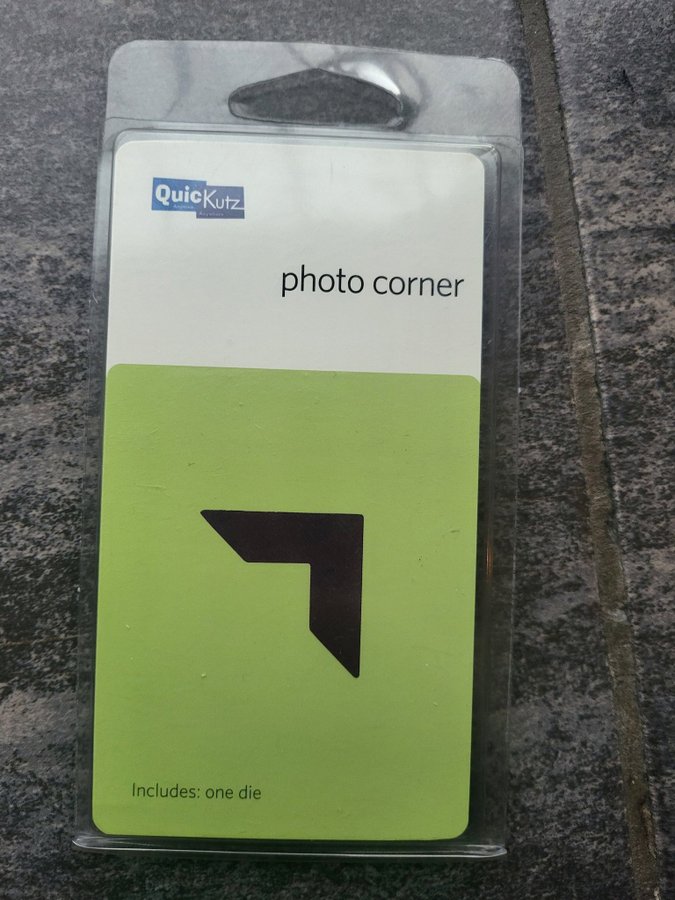 QuicKutz
photo corner
Includes: one die